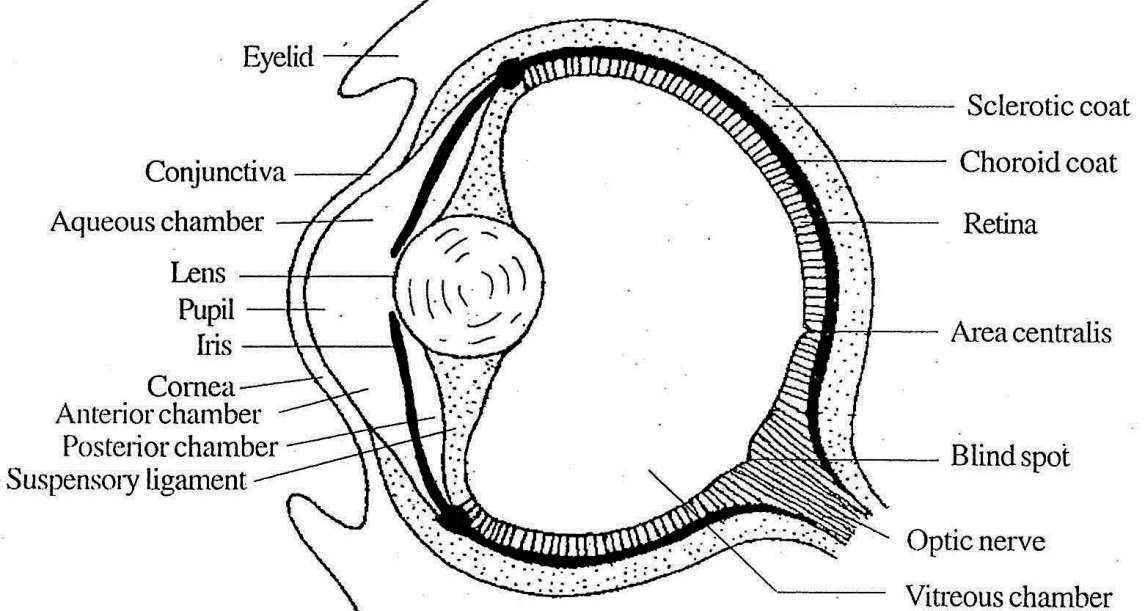 Eyelid
Conjunctiva
Aqueous chamber
Lens
Pupil
Iris
Cornea
Anterior chamber
Posterior chamber
Suspensory ligament
Sclerotic coat
Choroid coat
Retina
Area centralis
Blind spot
Optic nerve
Vitreous chamber